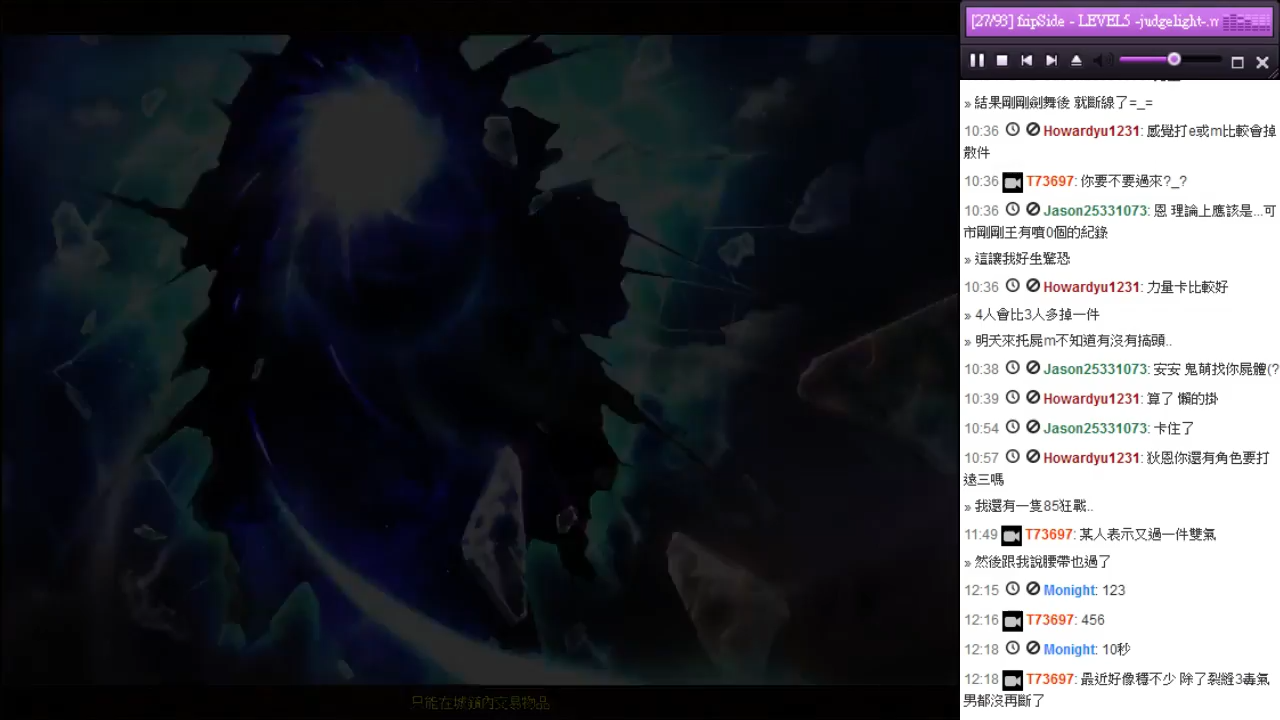 [27/93] fripSide - LEVEL5 -judgelight-.m
» 結果剛剛劍舞後 就斷線了=_=
10:36 Howardyu1231: 感覺打e或m比較會掉
散件
10:36 T73697: 你要不要過來?_?
10:36 Jason25331073: 恩 理論上應該是...可
市剛剛王有噴0個的紀錄
» 這讓我好生驚恐
10:36 Howardyu1231: 力量卡比較好
» 4人會比3人多掉一件
» 明天來托屍m不知道有沒有搞頭..
10:38 Jason25331073: 安安 鬼萌找你屍體(?
10:39 Howardyu1231: 算了 懶的掛
10:54 Jason25331073: 卡住了
10:57 Howardyu1231: 狄恩你還有角色要打
遠三嗎
» 我還有一隻85狂戰..
11:49 T73697: 某人表示又過一件雙氣
» 然後跟我說腰帶也過了
12:15 Monight: 123
12:16 T73697: 456
12:18 Monight: 10秒
12:18 T73697: 最近好像穩不少 除了裂縫3毒氣
男都沒再斷了
只能在城鎮內交易物品